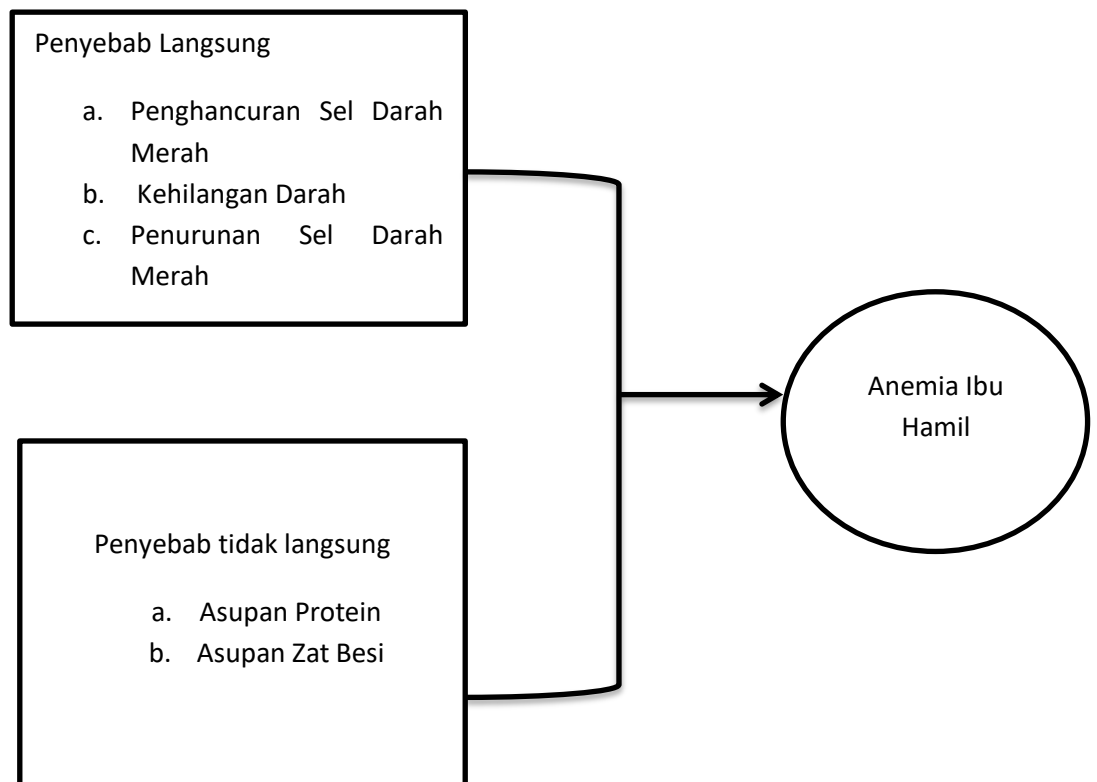 Penyebab Langsung
a. Penghancuran Sel Darah
Merah
b. Kehilangan Darah
c. Penurunan Sel Darah
Merah
Anemia Ibu
Hamil
Penyebab tidak langsung
a. Asupan Protein
b. Asupan Zat Besi